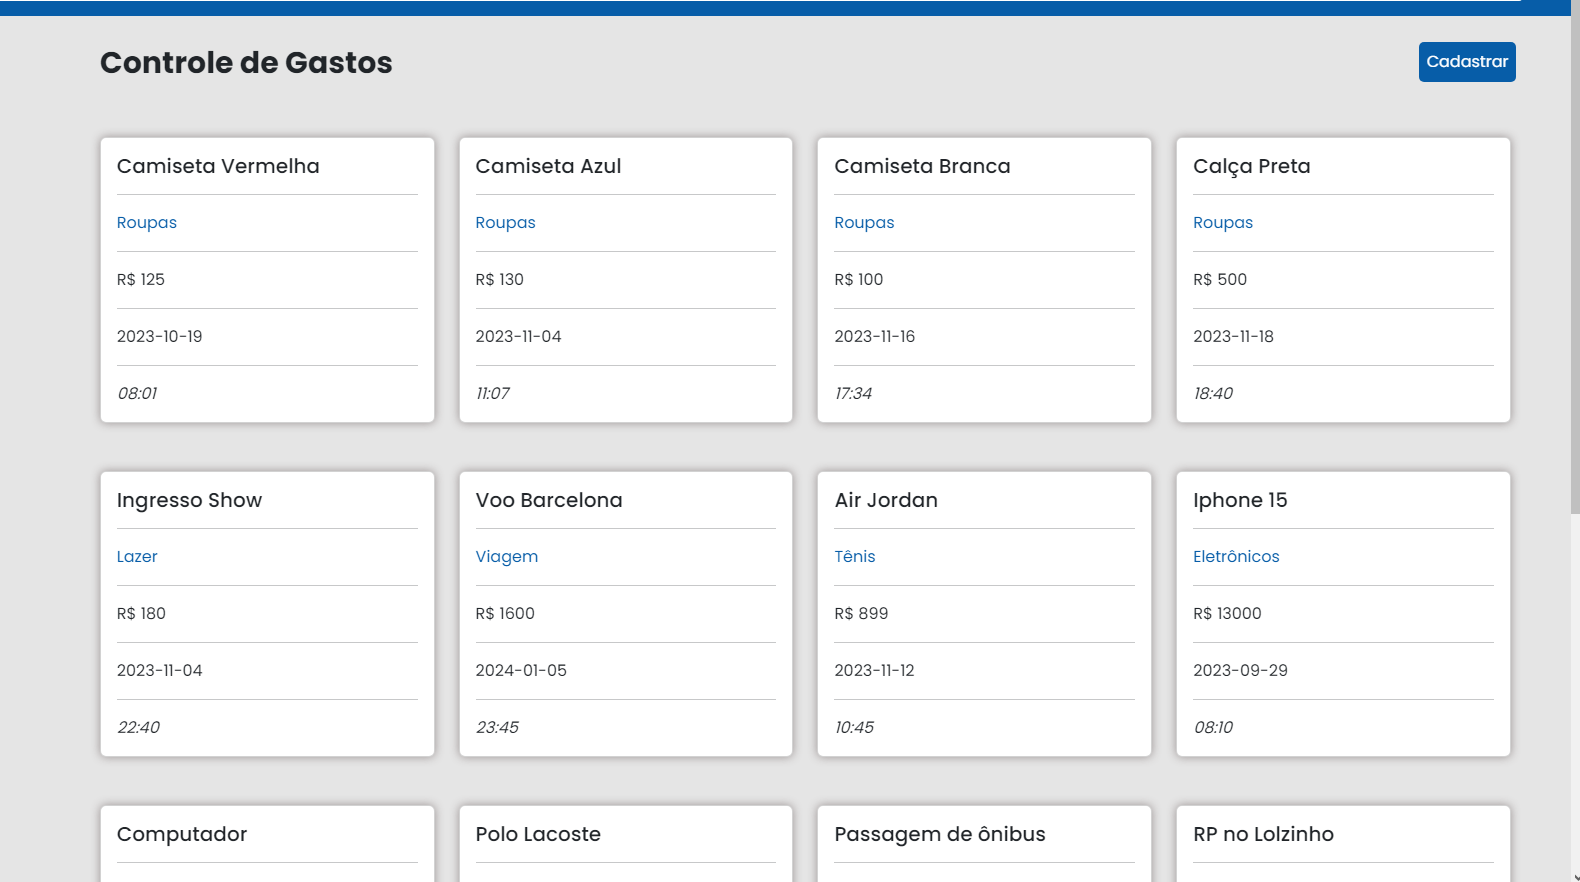 Controle de Gastos
Cadastrar
Camiseta Vermelha
Roupas
R$ 125
2023-10-19
08:01
Camiseta Azul
Roupas
R$ 130
2023-11-04
11:07
Camiseta Branca
Roupas
R$ 100
2023-11-16
17:34
Calça Preta
Roupas
R$ 500
2023-11-18
18:40
Ingresso Show
Lazer
R$ 180
2023-11-04
22:40
Voo Barcelona
Viagem
R$ 1600
2024-01-05
23:45
Air Jordan
Tênis
R$ 899
2023-11-12
10:45
Iphone 15
Eletrônicos
R$ 13000
2023-09-29
08:10
Computador
Polo Lacoste
Passagem de ônibus
RP no Lolzinho